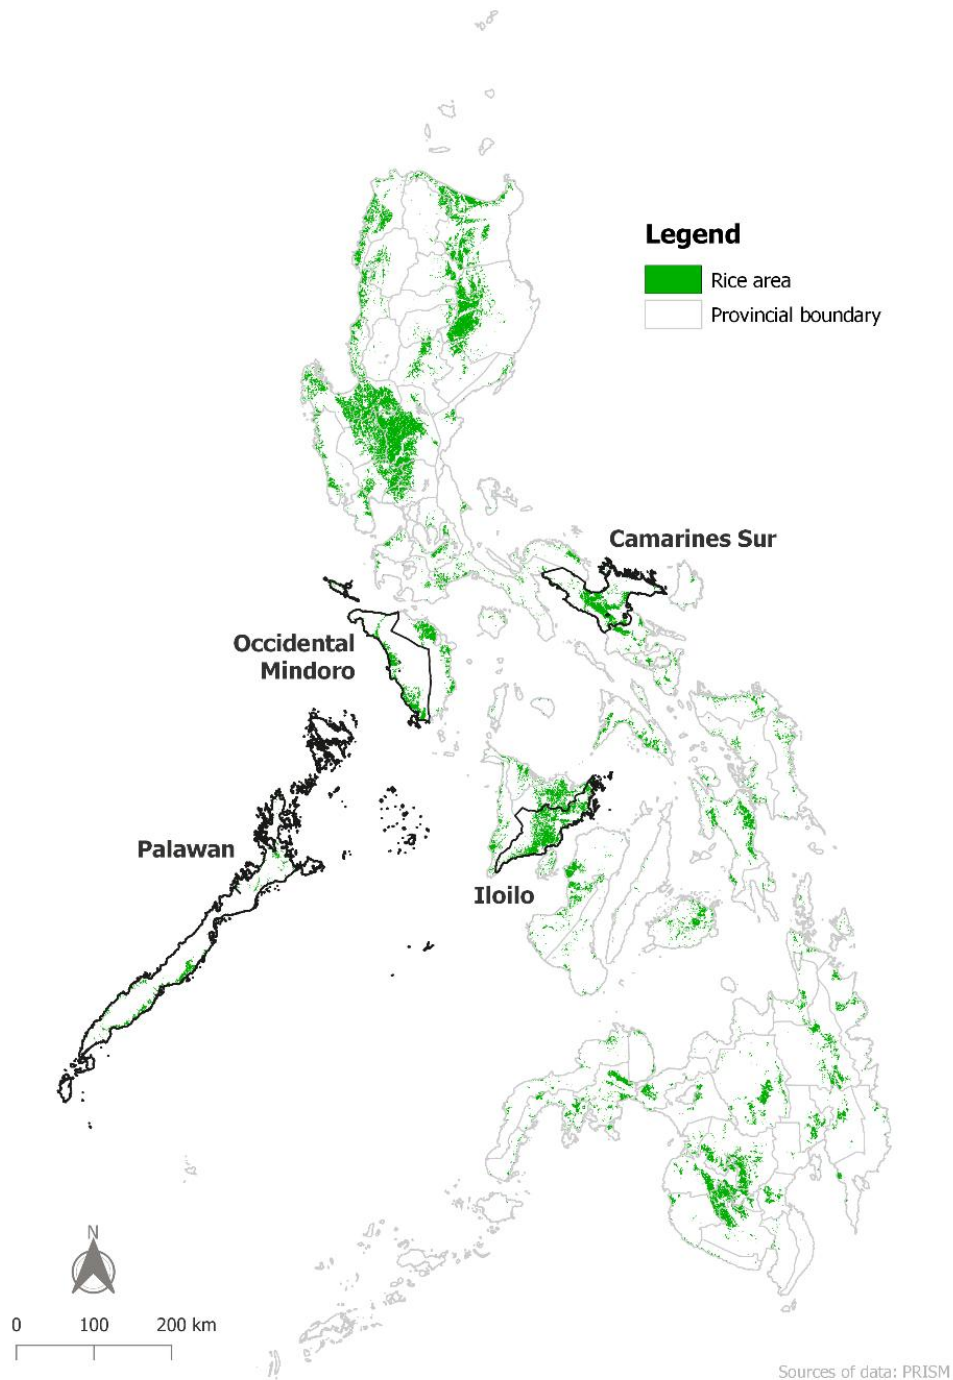 Legend
Rice area
Provincial boundary
Camarines Sur
Occidental
Mindoro
Palawan
Iloilo
N
0 100 200 km
Sources of data: PRISM